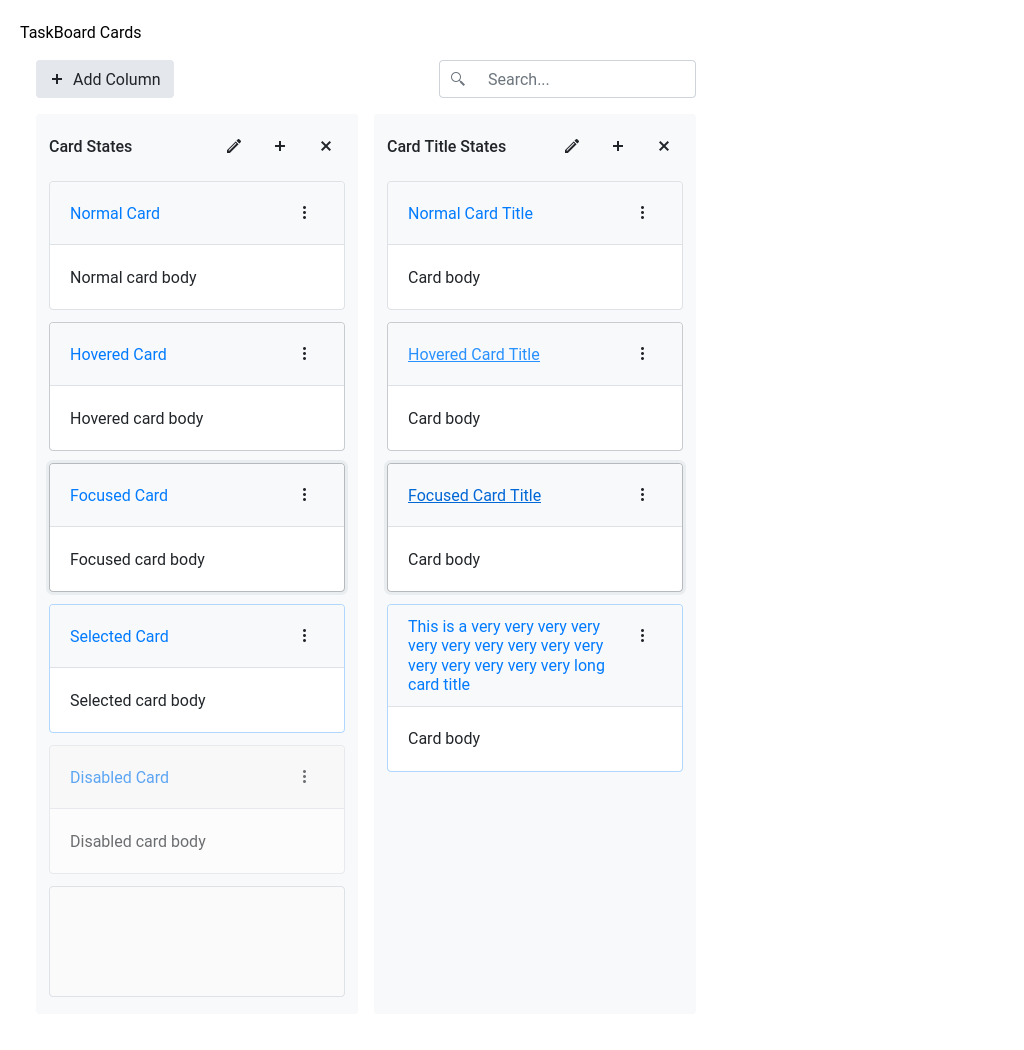 TaskBoard Cards
Add Column
Search...
Card States
Normal Card
Normal card body
Hovered Card
Hovered card body
Focused Card
Focused card body
Selected Card
Selected card body
Disabled Card
Disabled card body
Card Title States
Normal Card Title
Card body
Hovered Card Title
Card body
Focused Card Title
Card body
This is a very very very very
very very very very very very
very very very very very long
card title
Card body